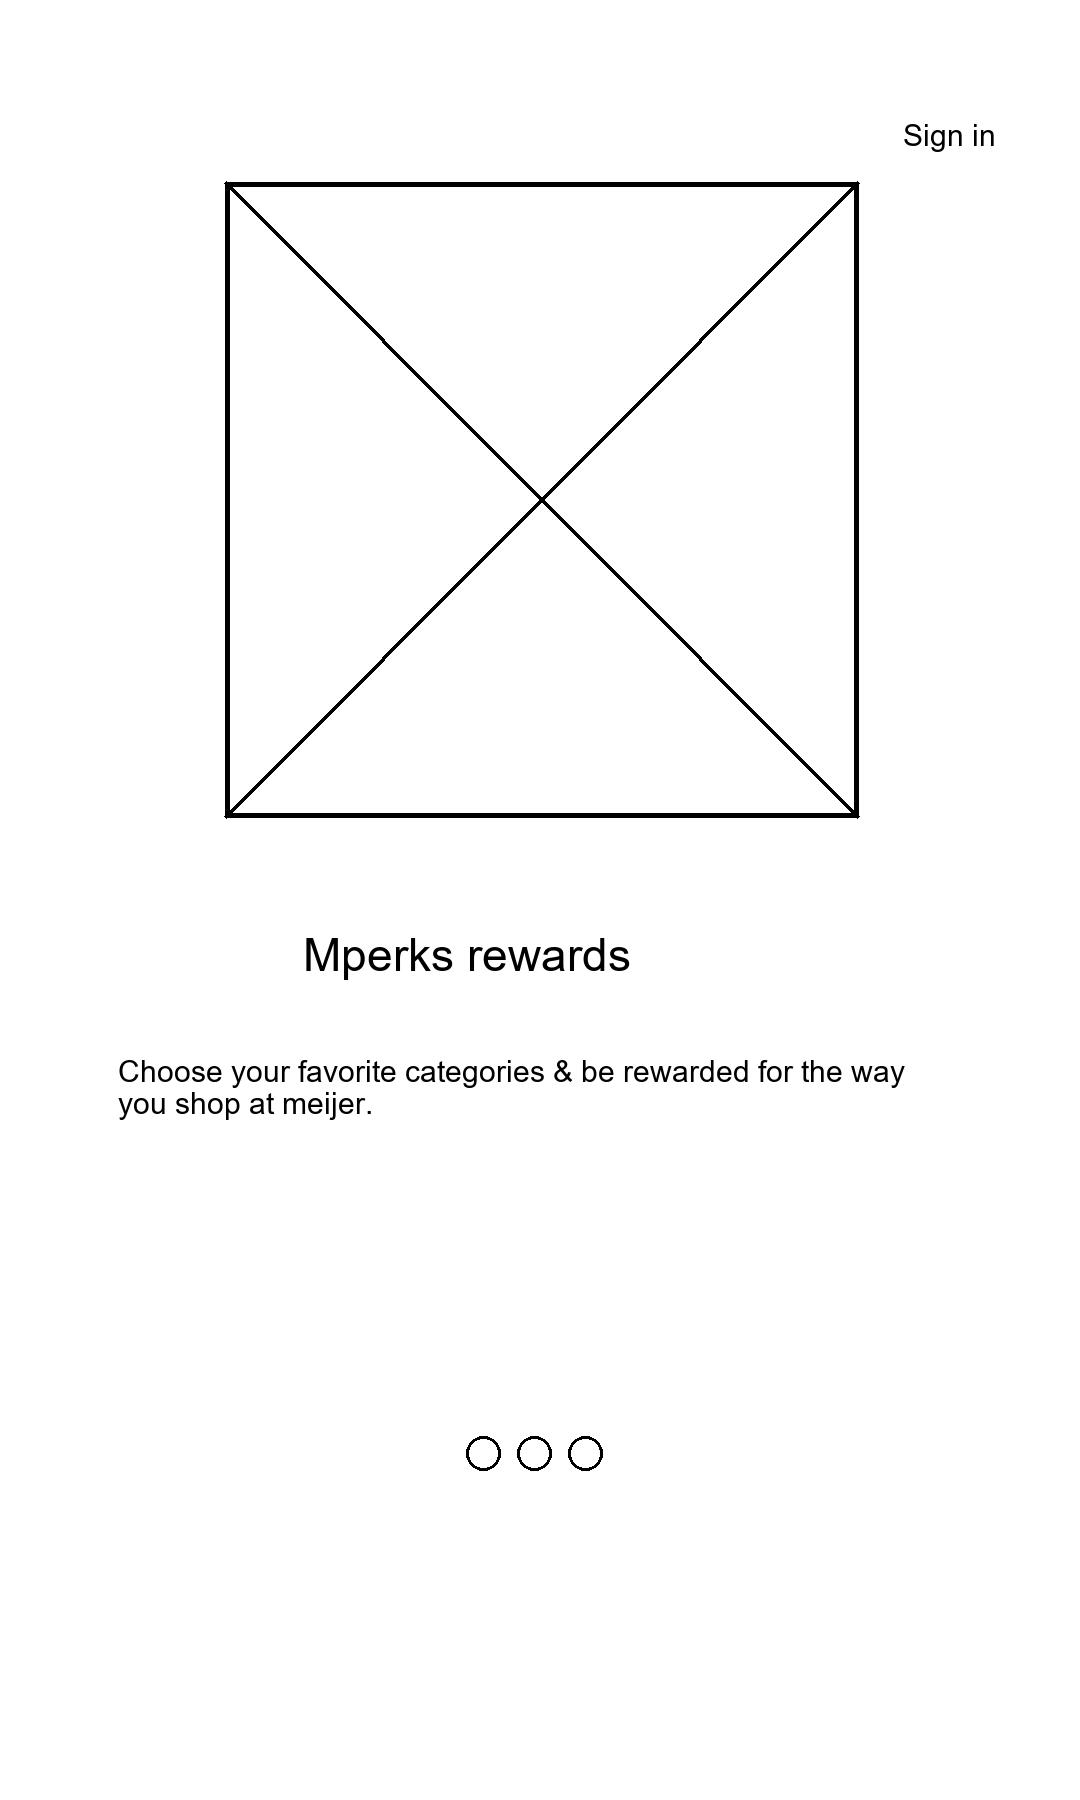 Sign in
Mperks rewards
Choose your favorite categories & be rewarded for the way
you shop at meijer.